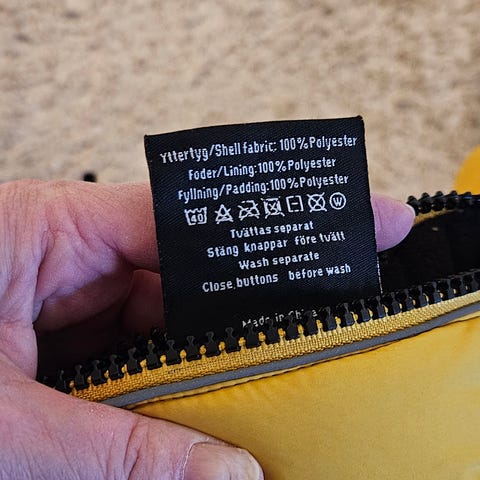 Yttertyg/Shell fabric: 100%Polyester
Foder/Lining:100%Polyester
Fyllning/Padding:100%Polyester
Tvättas separat
Stäng knappar före tvätt
Wash separate
Close buttons before wash
Made in China